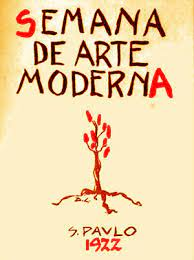 SEMANA
DE ARTE
MODERNA
S. PAVLO
1922